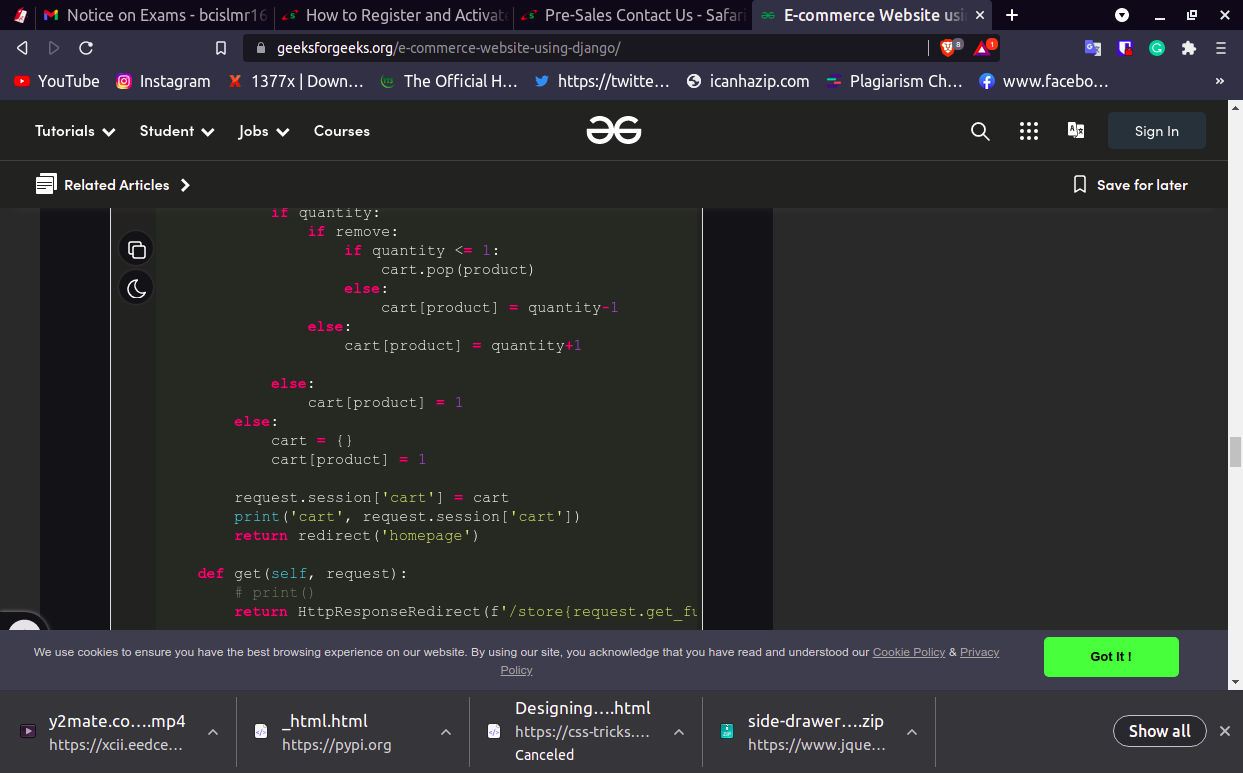 Notice on Exams - bcislmr16
How to Register and Activate
Pre-Sales Contact Us - Safari
E-commerce Website usi
geeksforgeeks.org/e-commerce-website-using-django/
8
1
YouTube
Instagram
1377x | Down…
The Official H…
https://twitte…
icanhazip.com
Plagiarism Ch…
www.facebo…
»
Tutorials
Student
Jobs
Courses
Sign In
Related Articles
Save for later
if quantity:
if remove:
if quantity <= 1:
cart.pop(product)
else:
cart[product] = quantity-1
else:
cart[product] = quantity+1
else:
cart[product] = 1
else:
cart = {}
cart[product] = 1
request.session['cart'] = cart
print('cart', request.session['cart'])
return redirect('homepage')
def get(self, request):
# print()
return HttpResponseRedirect(f'/store{request.get_fu
We use cookies to ensure you have the best browsing experience on our website. By using our site, you acknowledge that you have read and understood our Cookie Policy & Privacy
Policy
Got It !
y2mate.co….mp4
https://xcii.eedce…
_html.html
https://pypi.org
Designing….html
https://css-tricks.…
Canceled
side-drawer….zip
https://www.jque…
Show all